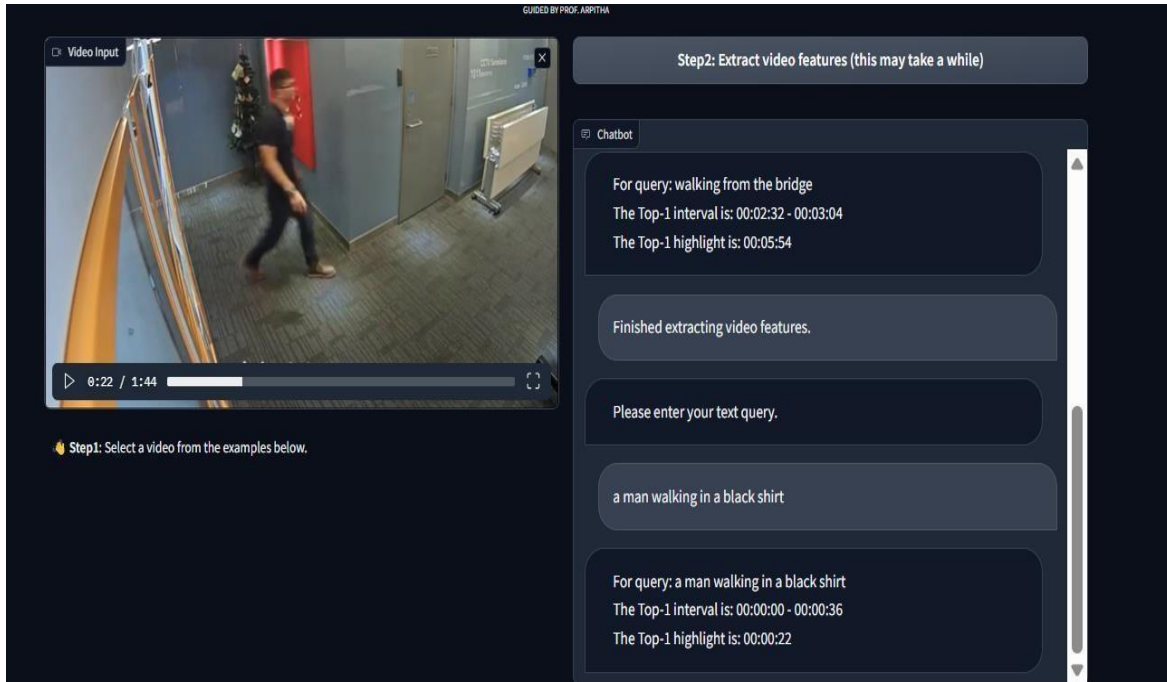 GUIDED BY PROF. ARPITHA
Video Input
0:22 / 1:44
👋 Step1: Select a video from the examples below.
Step2: Extract video features (this may take a while)
Chatbot
For query: walking from the bridge
The Top-1 interval is: 00:02:32 - 00:03:04
The Top-1 highlight is: 00:05:54
Finished extracting video features.
Please enter your text query.
a man walking in a black shirt
For query: a man walking in a black shirt
The Top-1 interval is: 00:00:00 - 00:00:36
The Top-1 highlight is: 00:00:22